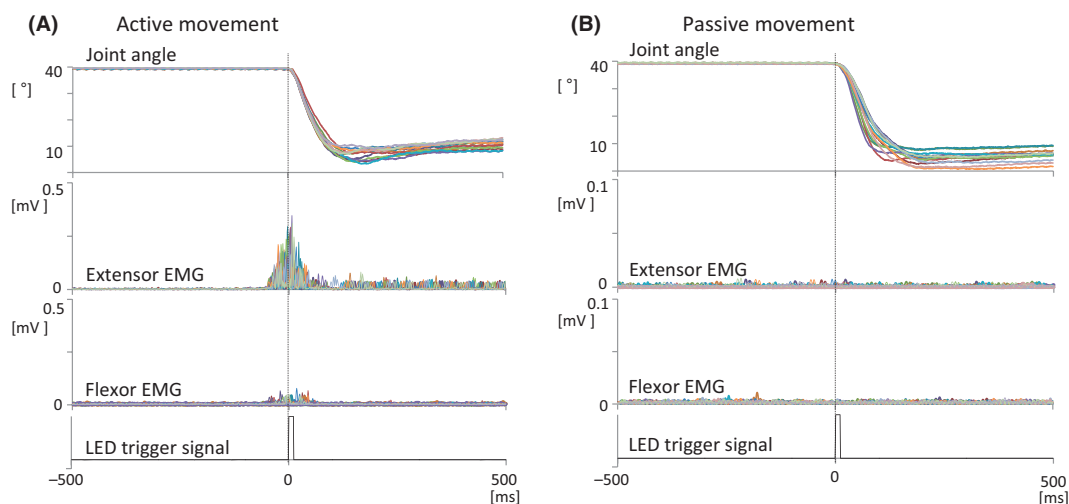 (A) Active movement
Joint angle
40
[ °]
10
0.5
[mV]
Extensor EMG
0
0.5
[mV]
Flexor EMG
0
LED trigger signal
−500 0 500
[ms]
(B) Passive movement
Joint angle
40
[ °]
10
0.1
[mV]
Extensor EMG
0
0.1
[mV]
Flexor EMG
0
LED trigger signal
−500 0 500
[ms]